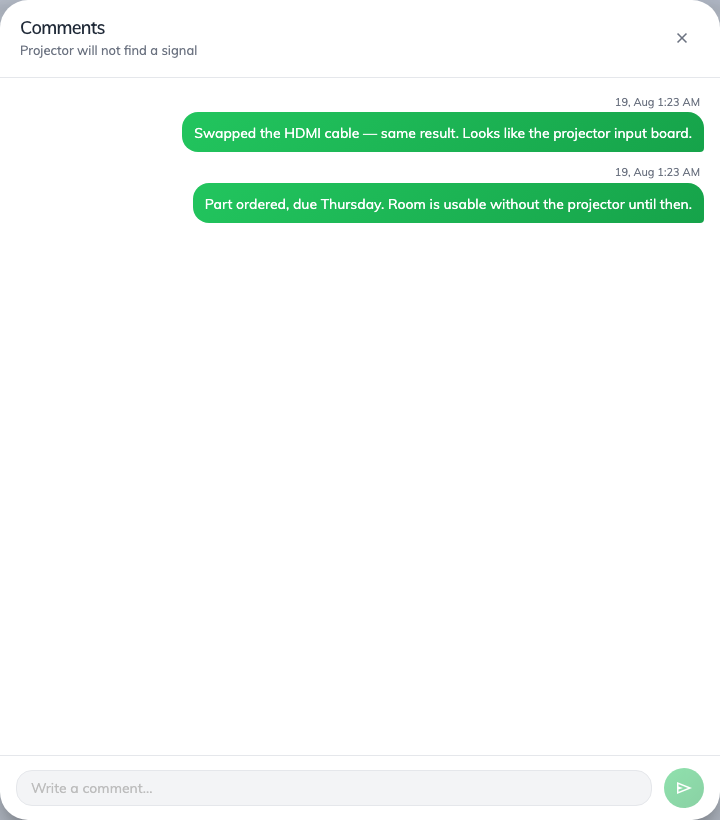 Comments
Projector will not find a signal
19, Aug 1:23 AM
Swapped the HDMI cable — same result. Looks like the projector input board.
19, Aug 1:23 AM
Part ordered, due Thursday. Room is usable without the projector until then.
Write a comment...